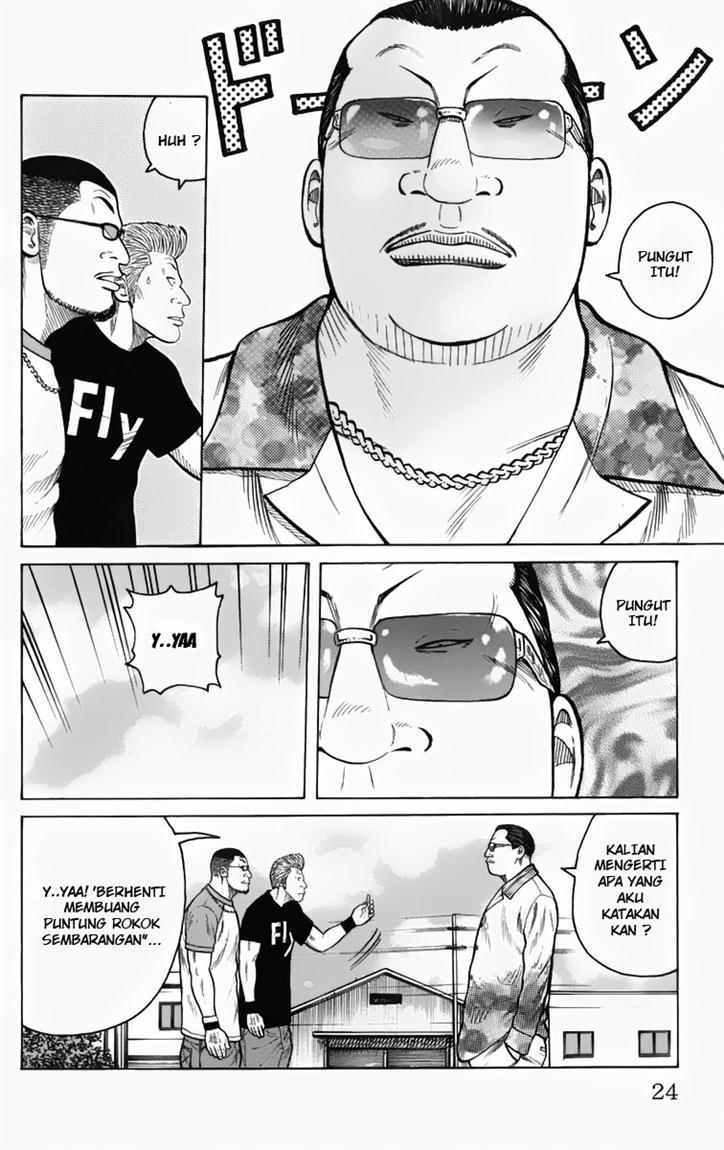 ドーーン
HUH ?
PUNGUT
ITU!
Fly
PUNGUT
ITU!
Y..YAA
KALIAN
MENGERTI
APA YANG
AKU
KATAKAN
KAN ?
Y..YAA! 'BERHENTI
MEMBUANG
PUNTUNG ROKOK
SEMBARANGAN"...
Fly
24